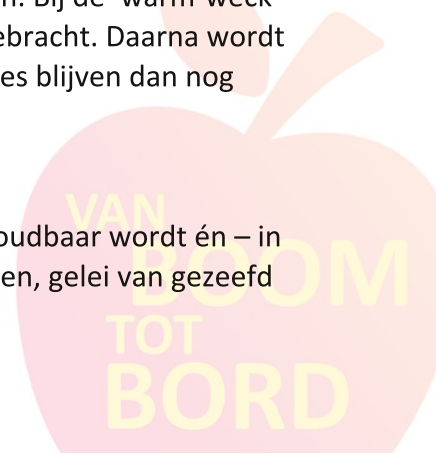 n. Bij de 'warm weck'
ebracht. Daarna wordt
es blijven dan nog
VAN
oudbaar wordt én – in
BOOM
en, gelei van gezeefd
TOT
BORD